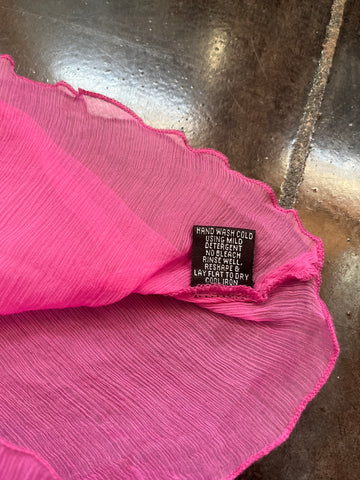 HAND WASH COLD
USING MILD
DETERGENT
NO BLEACH
RINSE WELL,
RESHAPE &
LAY FLAT TO DRY
COOL IRON